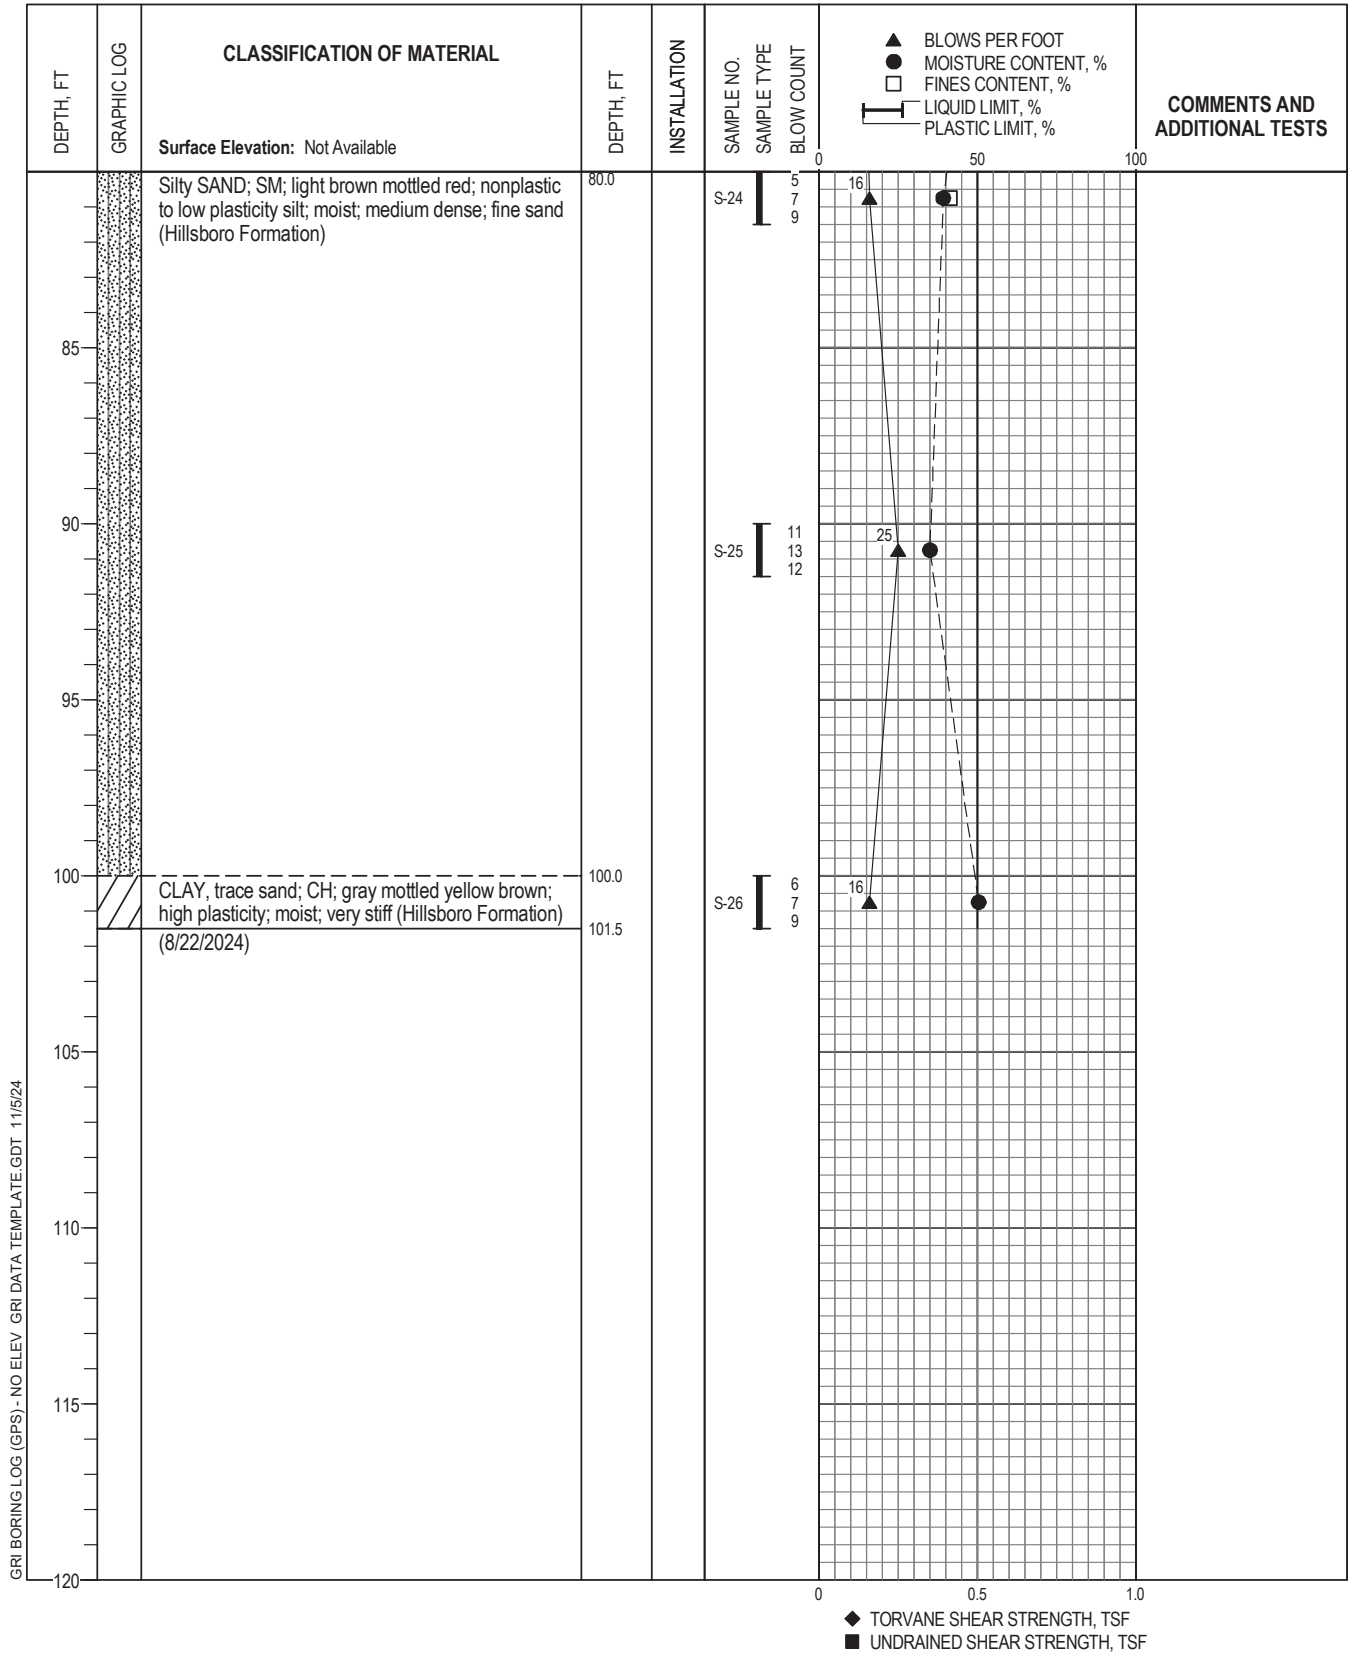 DEPTH, FT
GRAPHIC LOG
CLASSIFICATION OF MATERIAL
Surface Elevation: Not Available
DEPTH, FT
INSTALLATION
SAMPLE NO.
SAMPLE TYPE
BLOW COUNT
BLOWS PER FOOT
MOISTURE CONTENT, %
FINES CONTENT, %
LIQUID LIMIT, %
PLASTIC LIMIT, %
0 50 100
COMMENTS AND
ADDITIONAL TESTS
Silty SAND; SM; light brown mottled red; nonplastic
to low plasticity silt; moist; medium dense; fine sand
(Hillsboro Formation)
80.0
S-24
5
7
9
16
85
90
S-25
11
13
12
25
95
100
CLAY, trace sand; CH; gray mottled yellow brown;
high plasticity; moist; very stiff (Hillsboro Formation)
(8/22/2024)
100.0
101.5
S-26
6
7
9
16
105
110
115
120
0 0.5 1.0
TORVANE SHEAR STRENGTH, TSF
UNDRAINED SHEAR STRENGTH, TSF
GRI BORING LOG (GPS) - NO ELEV GRI DATA TEMPLATE.GDT 11/5/24